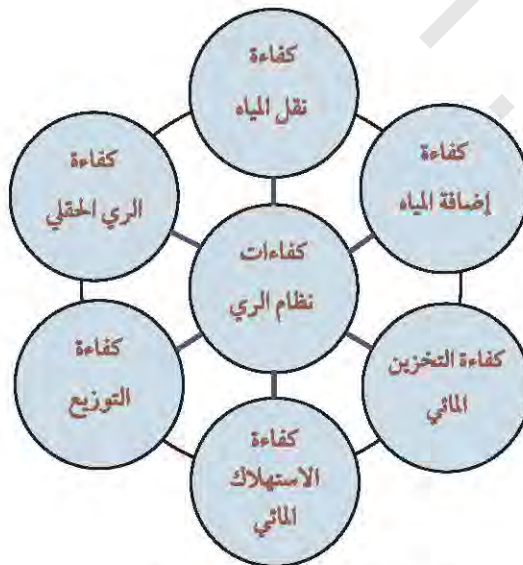 كفاءة
نقل المياه
كفاءة
إضافة المياه
كفاءة التخزين
المائي
كفاءة
الاستهلاك
المائي
كفاءة
التوزيع
كفاءة
الري الحقلي
كفاءات
نظام الري